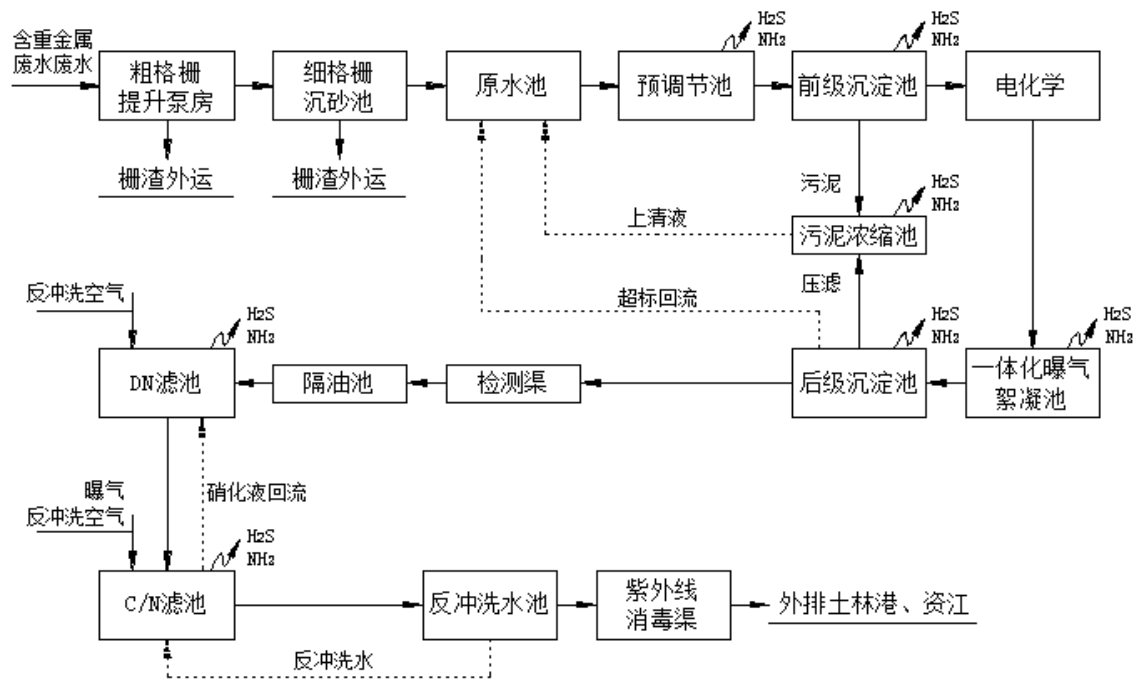 含重金属
废水废水
粗格栅
提升泵房
细格栅
沉砂池
原水池
预调节池
H2S
NH2
前级沉淀池
H2S
NH2
电化学
栅渣外运
栅渣外运
污泥
H2S
NH2
上清液
污泥浓缩池
压滤
反冲洗空气
H2S
NH2
超标回流
H2S
NH2
H2S
NH2
DN滤池
隔油池
检测渠
后级沉淀池
一体化曝气
絮凝池
曝气
反冲洗空气
硝化液回流
H2S
NH2
C/N滤池
反冲洗水池
紫外线
消毒渠
外排土林港、资江
反冲洗水